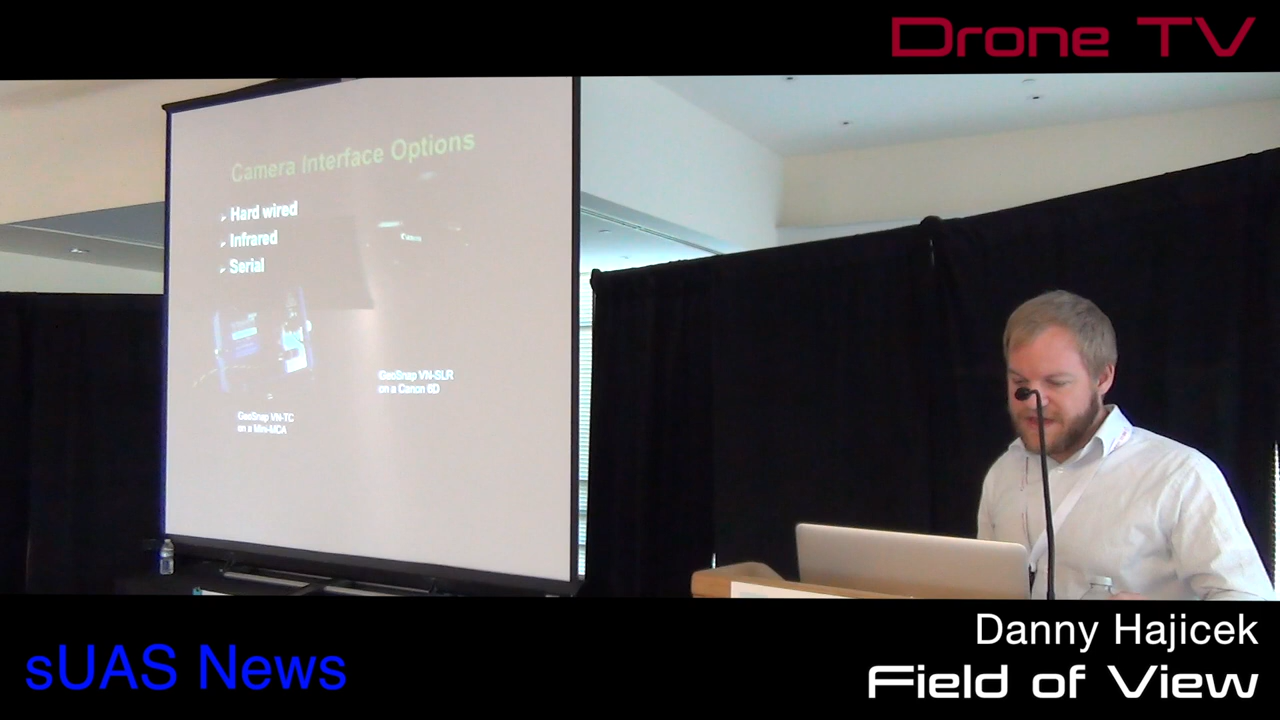 Drone TV
Camera Interface Options
Hard wired
Infrared
Serial
Canon
GeoSnap VN-SLR
on a Canon 6D
GeoSnap VN-TC
on a Mini-MCA
Danny Hajicek
sUAS News
Field of View